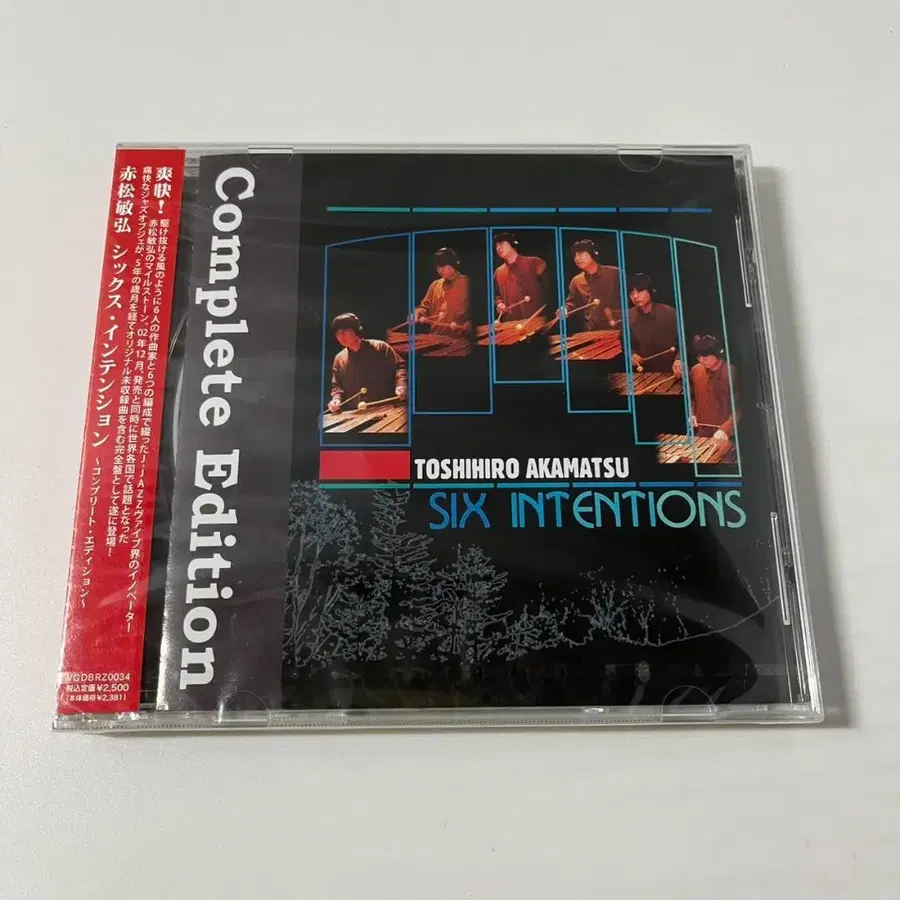 爽快！
駆け抜ける風のように6人の作曲家と6つの編成で綴ったJ-JAZZヴァイブ界のイノベーター
赤松敏弘のマイルストーン。02年12月、発売と同時に世界各国で話題となった
痛快なジャズオブジェが、5年の歳月を経てオリジナル未収録曲を含む完全盤として遂に登場！
赤松敏弘 シックス・インテンション ～コンプリート・エディション～
VGDBRZ0034
税込定価￥2,500
(本体価格￥2,381)
Complete Edition
TOSHIHIRO AKAMATSU
SIX INTENTIONS